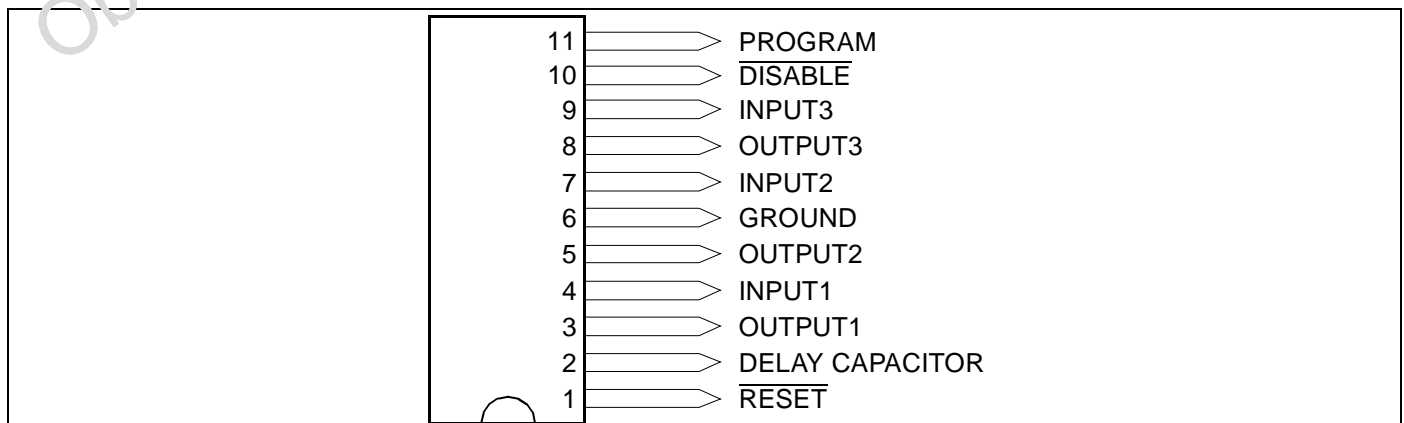 11 PROGRAM
10 DISABLE
9 INPUT3
8 OUTPUT3
7 INPUT2
6 GROUND
5 OUTPUT2
4 INPUT1
3 OUTPUT1
2 DELAY CAPACITOR
1 RESET